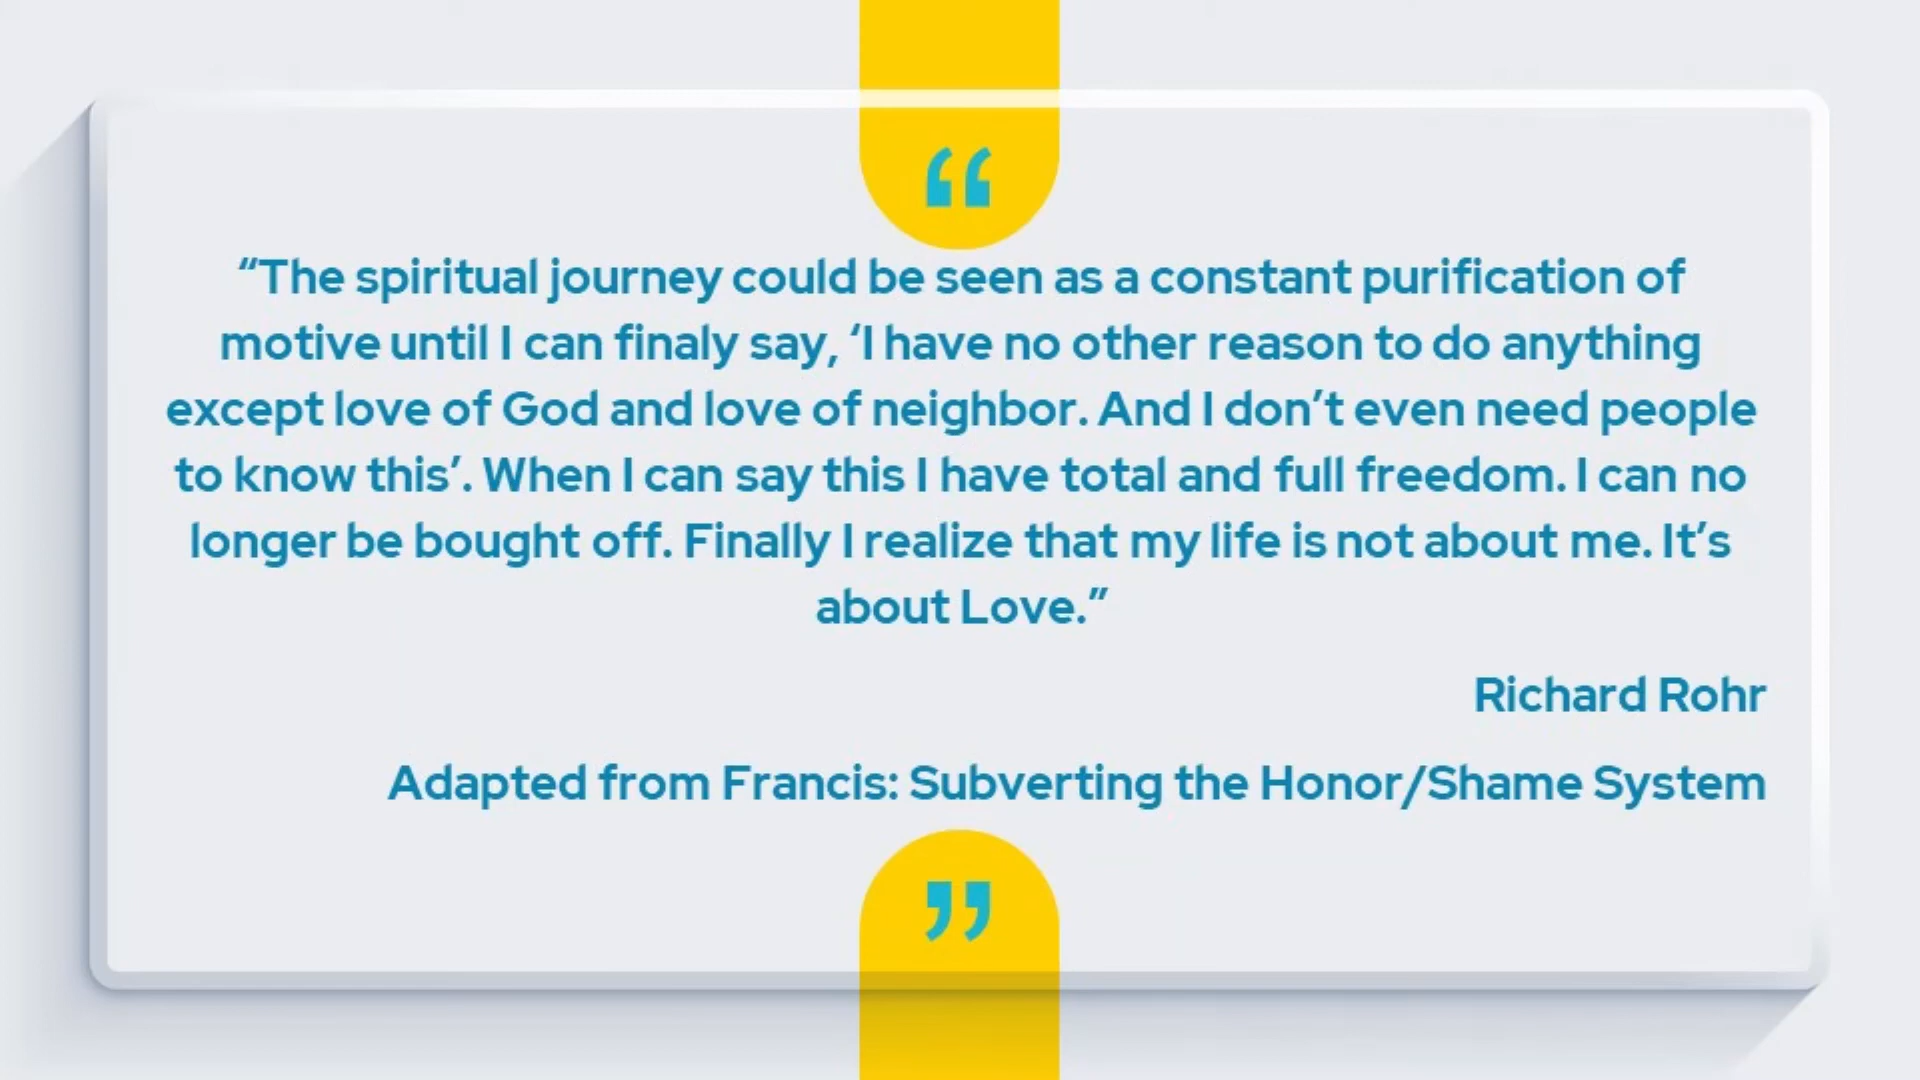 “
“The spiritual journey could be seen as a constant purification of
motive until I can finaly say, ‘I have no other reason to do anything
except love of God and love of neighbor. And I don’t even need people
to know this’. When I can say this I have total and full freedom. I can no
longer be bought off. Finally I realize that my life is not about me. It’s
about Love.”
Richard Rohr
Adapted from Francis: Subverting the Honor/Shame System
”